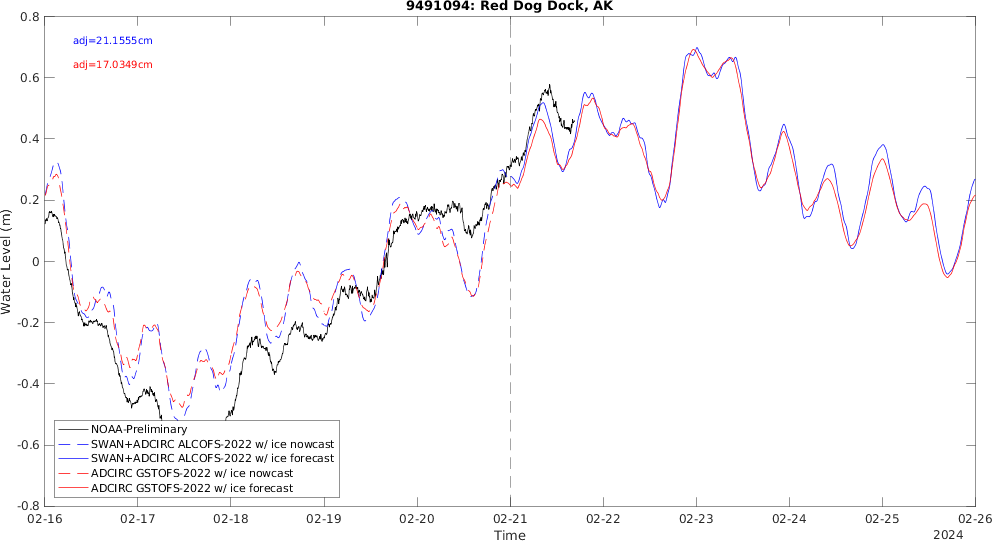 9491094: Red Dog Dock, AK
adj=21.1555cm
adj=17.0349cm
Water Level (m)
0.8
0.6
0.4
0.2
0
-0.2
-0.4
-0.6
-0.8
NOAA-Preliminary
SWAN+ADCIRC ALCOFS-2022 w/ ice nowcast
SWAN+ADCIRC ALCOFS-2022 w/ ice forecast
ADCIRC GSTOFS-2022 w/ ice nowcast
ADCIRC GSTOFS-2022 w/ ice forecast
02-16 02-17 02-18 02-19 02-20 02-21 02-22 02-23 02-24 02-25 02-26
Time
2024